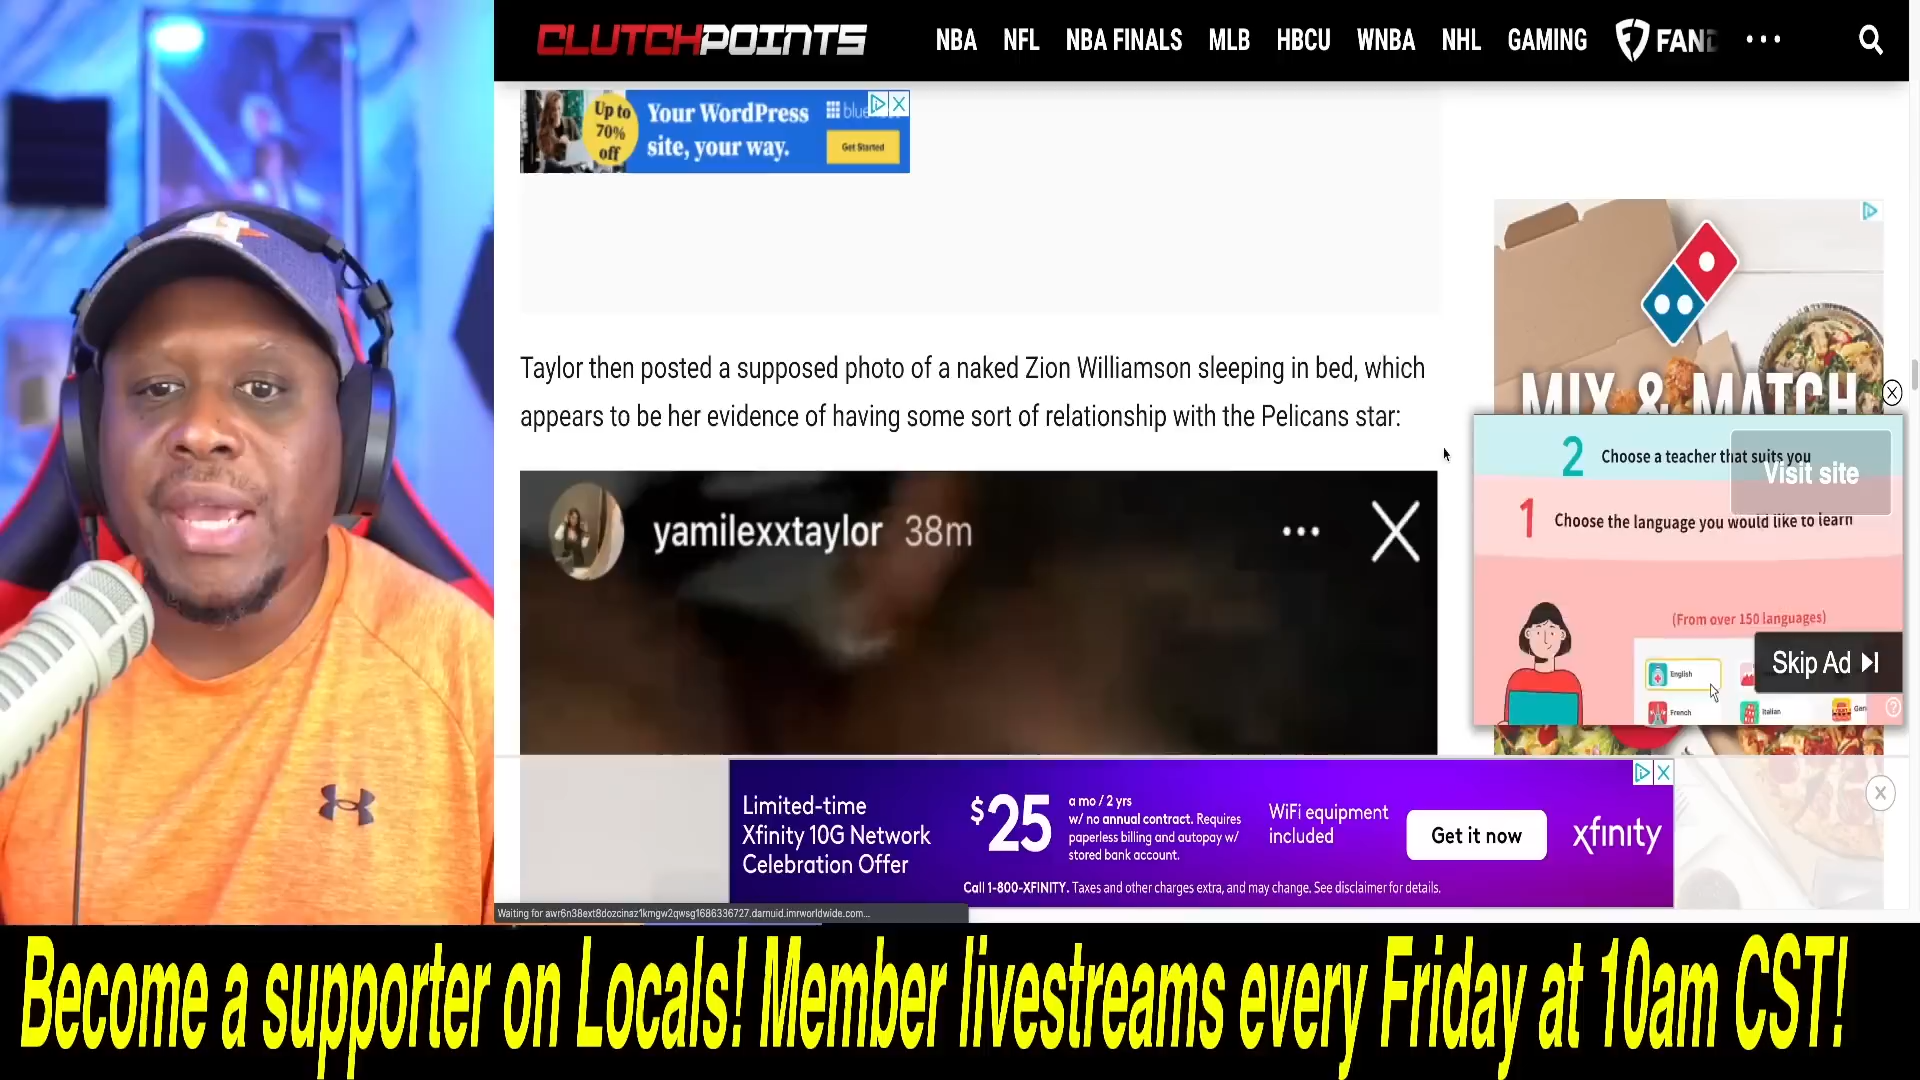 CLUTCHPOINTS
NBA
NFL
NBA FINALS
MLB
HBCU
WNBA
NHL
GAMING
Up to
70%
off
Your WordPress
site, your way.
Get Started
Taylor then posted a supposed photo of a naked Zion Williamson sleeping in bed, which
appears to be her evidence of having some sort of relationship with the Pelicans star:
yamilexxtaylor 38m
MIX & MATCH
2 Choose a teacher that suits you
Visit site
1 Choose the language you would like to learn
(From over 150 languages)
Skip Ad
English
French
Italian
Limited-time
Xfinity 10G Network
Celebration Offer
$25
a mo / 2 yrs
w/ no annual contract. Requires
paperless billing and autopay w/
stored bank account.
WiFi equipment
included
Get it now
xfinity
Call 1-800-XFINITY. Taxes and other charges extra, and may change. See disclaimer for details.
Become a supporter on Locals! Member livestreams every Friday at 10am CST!